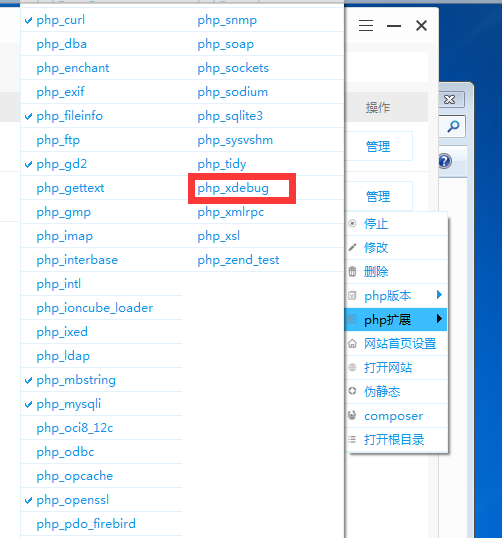 php_curl
php_dba
php_enchant
php_exif
php_fileinfo
php_ftp
php_gd2
php_gettext
php_gmp
php_imap
php_interbase
php_intl
php_ioncube_loader
php_ixed
php_ldap
php_mbstring
php_mysqli
php_oci8_12c
php_odbc
php_opcache
php_openssl
php_pdo_firebird
php_snmp
php_soap
php_sockets
php_sodium
php_sqlite3
php_sysvshm
php_tidy
php_xdebug
php_xmlrpc
php_xsl
php_zend_test
操作
管理
管理
停止
修改
删除
php版本
php扩展
网站首页设置
打开网站
伪静态
composer
打开根目录